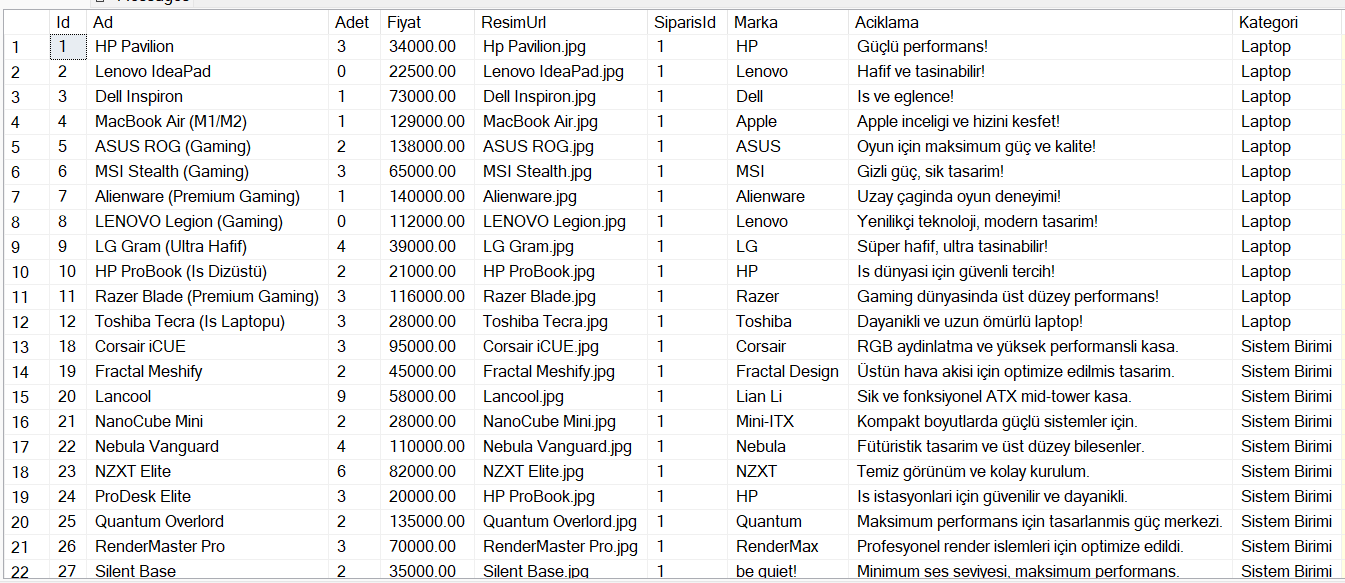 Messages
Id Ad Adet Fiyat ResimUrl SiparisId Marka Aciklama Kategori
1 1 HP Pavilion 3 34000.00 Hp Pavilion.jpg 1 HP Güçlü performans! Laptop
2 2 Lenovo IdeaPad 0 22500.00 Lenovo IdeaPad.jpg 1 Lenovo Hafif ve tasinabilir! Laptop
3 3 Dell Inspiron 1 73000.00 Dell Inspiron.jpg 1 Dell Is ve eglence! Laptop
4 4 MacBook Air (M1/M2) 1 129000.00 MacBook Air.jpg 1 Apple Apple inceligi ve hizini kesfet! Laptop
5 5 ASUS ROG (Gaming) 2 138000.00 ASUS ROG.jpg 1 ASUS Oyun için maksimum güç ve kalite! Laptop
6 6 MSI Stealth (Gaming) 3 65000.00 MSI Stealth.jpg 1 MSI Gizli güç, sik tasarim! Laptop
7 7 Alienware (Premium Gaming) 1 140000.00 Alienware.jpg 1 Alienware Uzay çaginda oyun deneyimi! Laptop
8 8 LENOVO Legion (Gaming) 0 112000.00 LENOVO Legion.jpg 1 Lenovo Yenilikçi teknoloji, modern tasarim! Laptop
9 9 LG Gram (Ultra Hafif) 4 39000.00 LG Gram.jpg 1 LG Süper hafif, ultra tasinabilir! Laptop
10 10 HP ProBook (Is Dizüstü) 2 21000.00 HP ProBook.jpg 1 HP Is dünyasi için güvenli tercih! Laptop
11 11 Razer Blade (Premium Gaming) 3 116000.00 Razer Blade.jpg 1 Razer Gaming dünyasinda üst düzey performans! Laptop
12 12 Toshiba Tecra (Is Laptopu) 3 28000.00 Toshiba Tecra.jpg 1 Toshiba Dayanikli ve uzun ömürlü laptop! Laptop
13 18 Corsair iCUE 3 95000.00 Corsair iCUE.jpg 1 Corsair RGB aydinlatma ve yüksek performansli kasa. Sistem Birimi
14 19 Fractal Meshify 2 45000.00 Fractal Meshify.jpg 1 Fractal Design Üstün hava akisi için optimize edilmis tasarim. Sistem Birimi
15 20 Lancool 9 58000.00 Lancool.jpg 1 Lian Li Sik ve fonksiyonel ATX mid-tower kasa. Sistem Birimi
16 21 NanoCube Mini 2 28000.00 NanoCube Mini.jpg 1 Mini-ITX Kompakt boyutlarda güçlü sistemler için. Sistem Birimi
17 22 Nebula Vanguard 4 110000.00 Nebula Vanguard.jpg 1 Nebula Fütüristik tasarim ve üst düzey bilesenler. Sistem Birimi
18 23 NZXT Elite 6 82000.00 NZXT Elite.jpg 1 NZXT Temiz görünüm ve kolay kurulum. Sistem Birimi
19 24 ProDesk Elite 3 20000.00 HP ProBook.jpg 1 HP Is istasyonlari için güvenilir ve dayanikli. Sistem Birimi
20 25 Quantum Overlord 2 135000.00 Quantum Overlord.jpg 1 Quantum Maksimum performans için tasarlanmis güç merkezi. Sistem Birimi
21 26 RenderMaster Pro 3 70000.00 RenderMaster Pro.jpg 1 RenderMax Profesyonel render islemleri için optimize edildi. Sistem Birimi
22 27 Silent Base 2 35000.00 Silent Base.jpg 1 be quiet! Minimum ses seviyesi, maksimum performans. Sistem Birimi